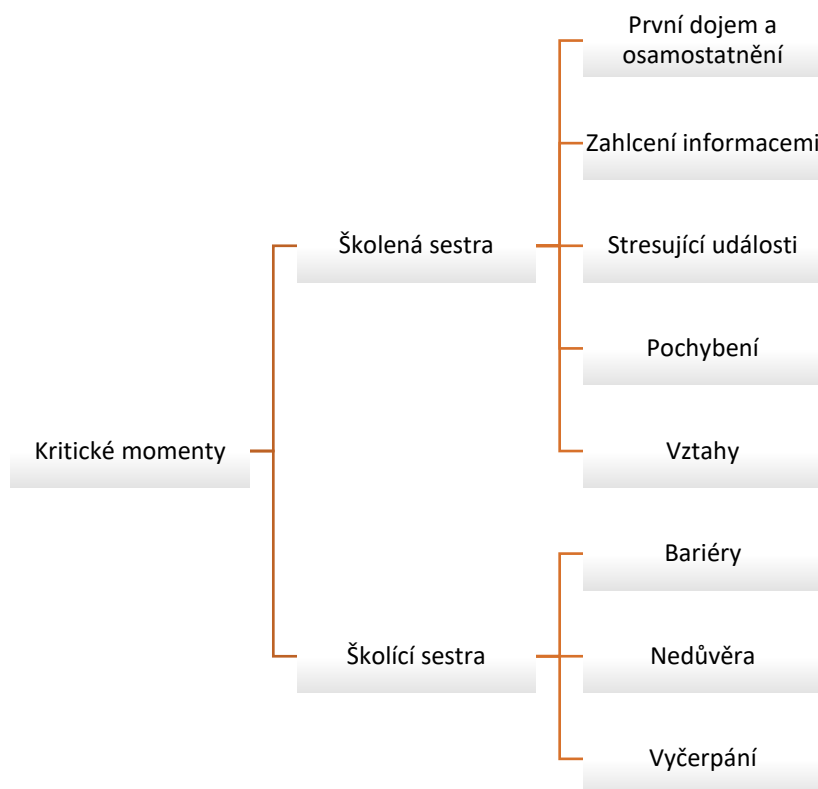 První dojem a
osamostatnění
Zahlcení informacemi
Školená sestra
Stresující události
Pochybení
Kritické momenty
Vztahy
Bariéry
Školící sestra
Nedůvěra
Vyčerpání